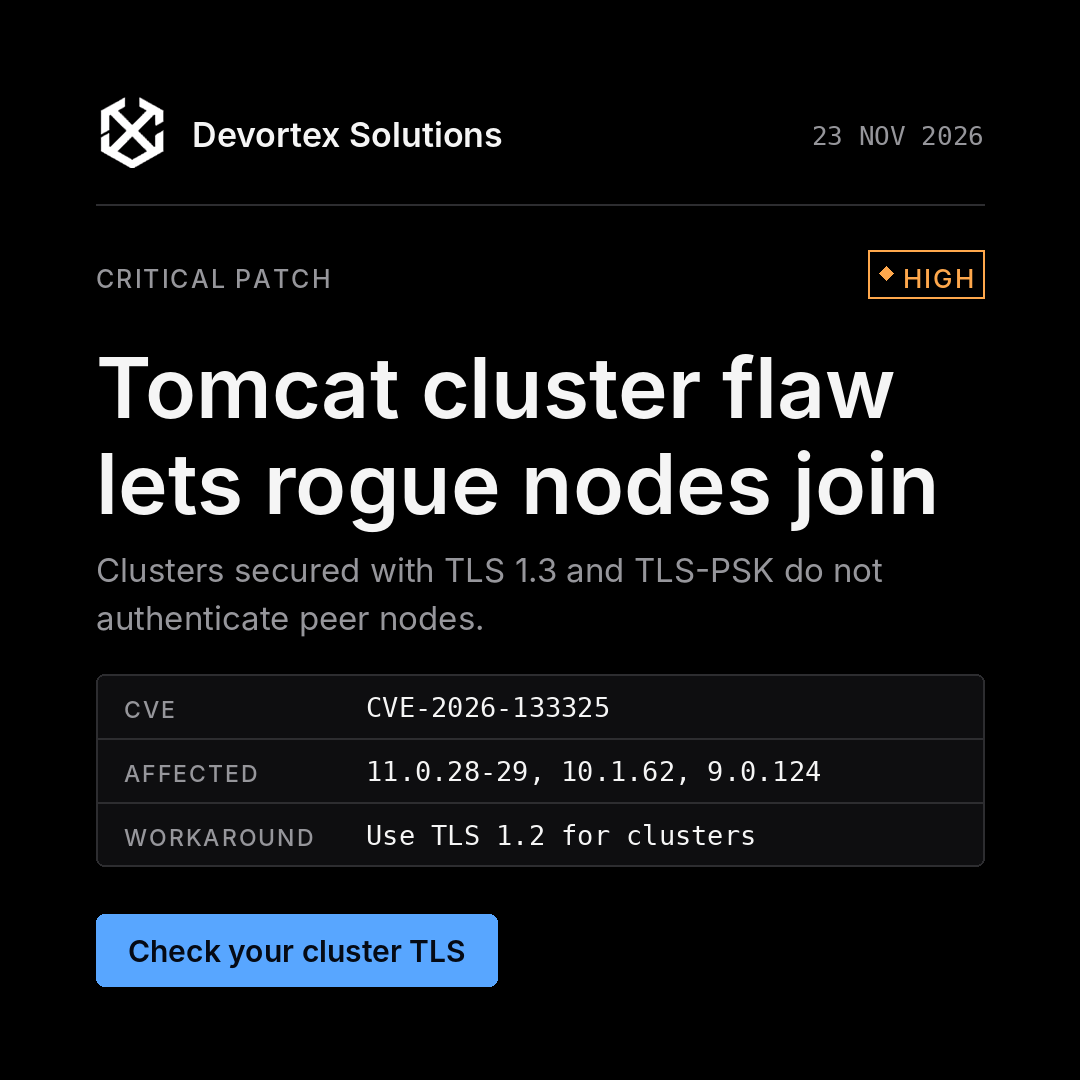 Devortex Solutions
23 NOV 2026
CRITICAL PATCH
HIGH
Tomcat cluster flaw
lets rogue nodes join
Clusters secured with TLS 1.3 and TLS-PSK do not
authenticate peer nodes.
CVE CVE-2026-133325
AFFECTED 11.0.28-29, 10.1.62, 9.0.124
WORKAROUND Use TLS 1.2 for clusters
Check your cluster TLS